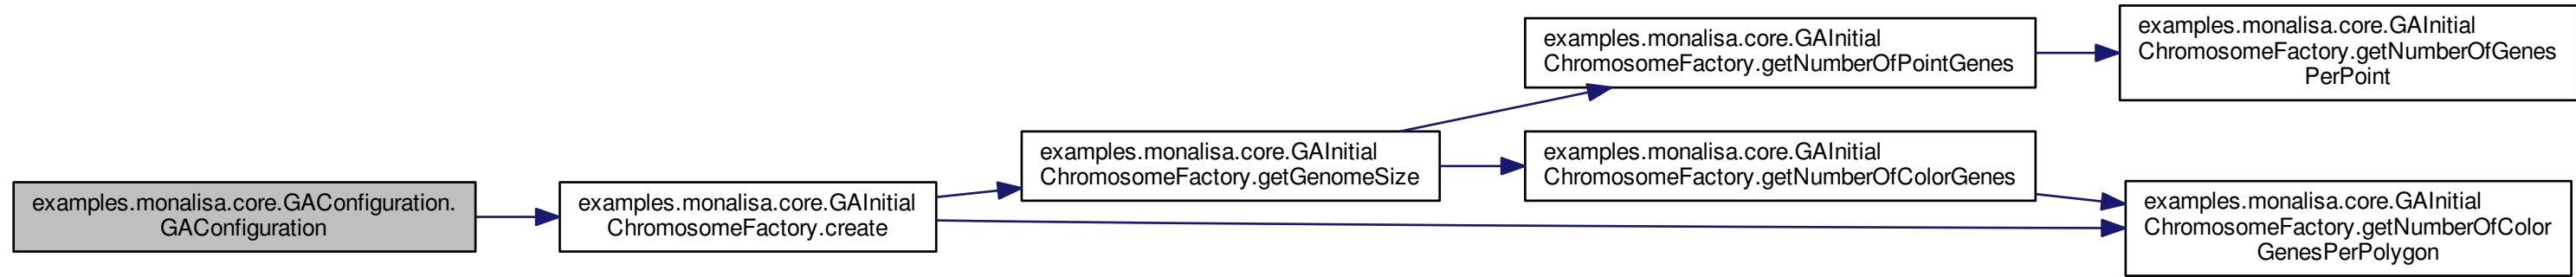 examples.monalisa.core.GAConfiguration.
GAConfiguration
examples.monalisa.core.GAInitial
ChromosomeFactory.create
examples.monalisa.core.GAInitial
ChromosomeFactory.getGenomeSize
examples.monalisa.core.GAInitial
ChromosomeFactory.getNumberOfPointGenes
examples.monalisa.core.GAInitial
ChromosomeFactory.getNumberOfColorGenes
examples.monalisa.core.GAInitial
ChromosomeFactory.getNumberOfGenes
PerPoint
examples.monalisa.core.GAInitial
ChromosomeFactory.getNumberOfColor
GenesPerPolygon